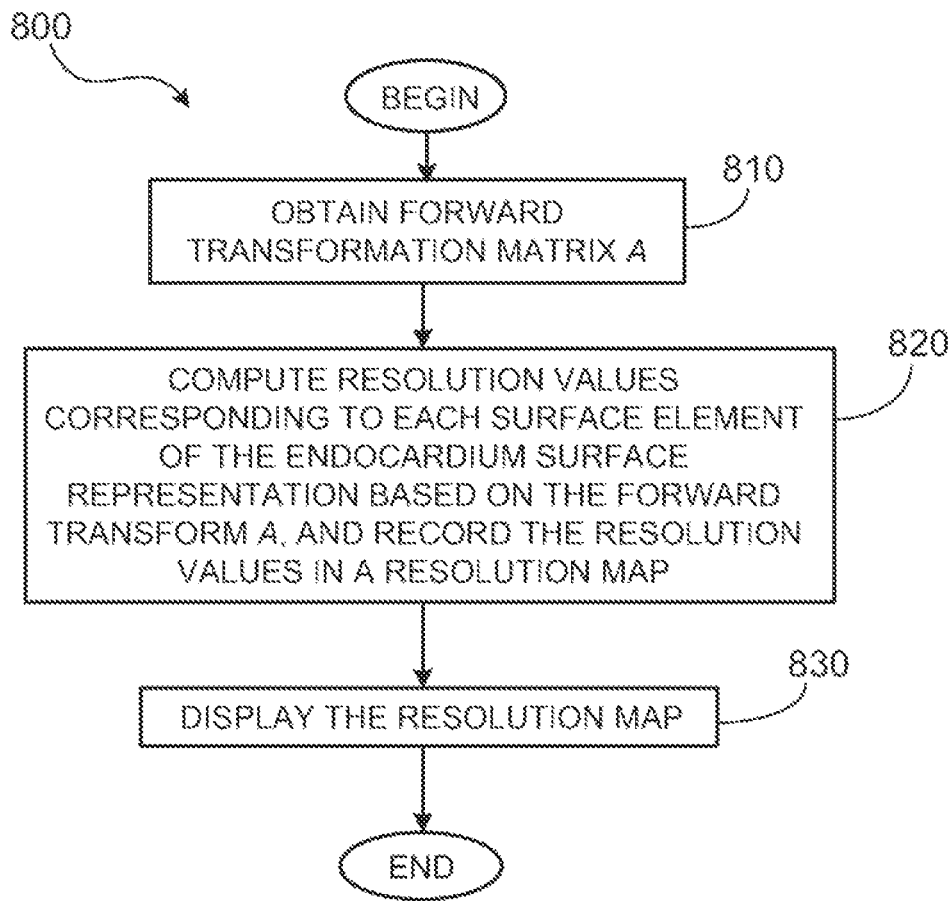 800
BEGIN
810
OBTAIN FORWARD
TRANSFORMATION MATRIX A
820
COMPUTE RESOLUTION VALUES
CORRESPONDING TO EACH SURFACE ELEMENT
OF THE ENDOCARDIUM SURFACE
REPRESENTATION BASED ON THE FORWARD
TRANSFORM A, AND RECORD THE RESOLUTION
VALUES IN A RESOLUTION MAP
830
DISPLAY THE RESOLUTION MAP
END